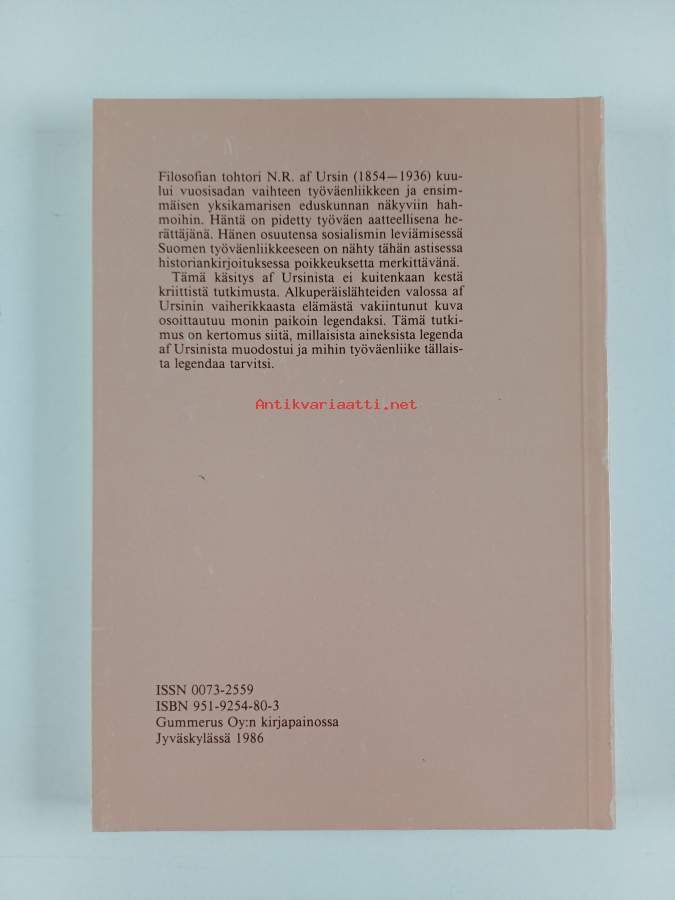 Filosofian tohtori N.R. af Ursin (1854—1936) kuu-
lui vuosisadan vaihteen työväenliikkeen ja ensim-
mäisen yksikamarisen eduskunnan näkyviin hah-
moihin. Häntä on pidetty työväen aatteellisena he-
rättäjänä. Hänen osuutensa sosialismin leviämisessä
Suomen työväenliikkeeseen on nähty tähän astisessa
historiankirjoituksessa poikkeuksetta merkittävänä.
Tämä käsitys af Ursinista ei kuitenkaan kestä
kriittistä tutkimusta. Alkuperäislähteiden valossa af
Ursinin vaiherikkaasta elämästä vakiintunut kuva
osoittautuu monin paikoin legendaksi. Tämä tutki-
mus on kertomus siitä, millaisista aineksista legenda
af Ursinista muodostui ja mihin työväenliike tällais-
ta legendaa tarvitsi.
Antikvariaatti.net
ISSN 0073-2559
ISBN 951-9254-80-3
Gummerus Oy:n kirjapainossa
Jyväskylässä 1986